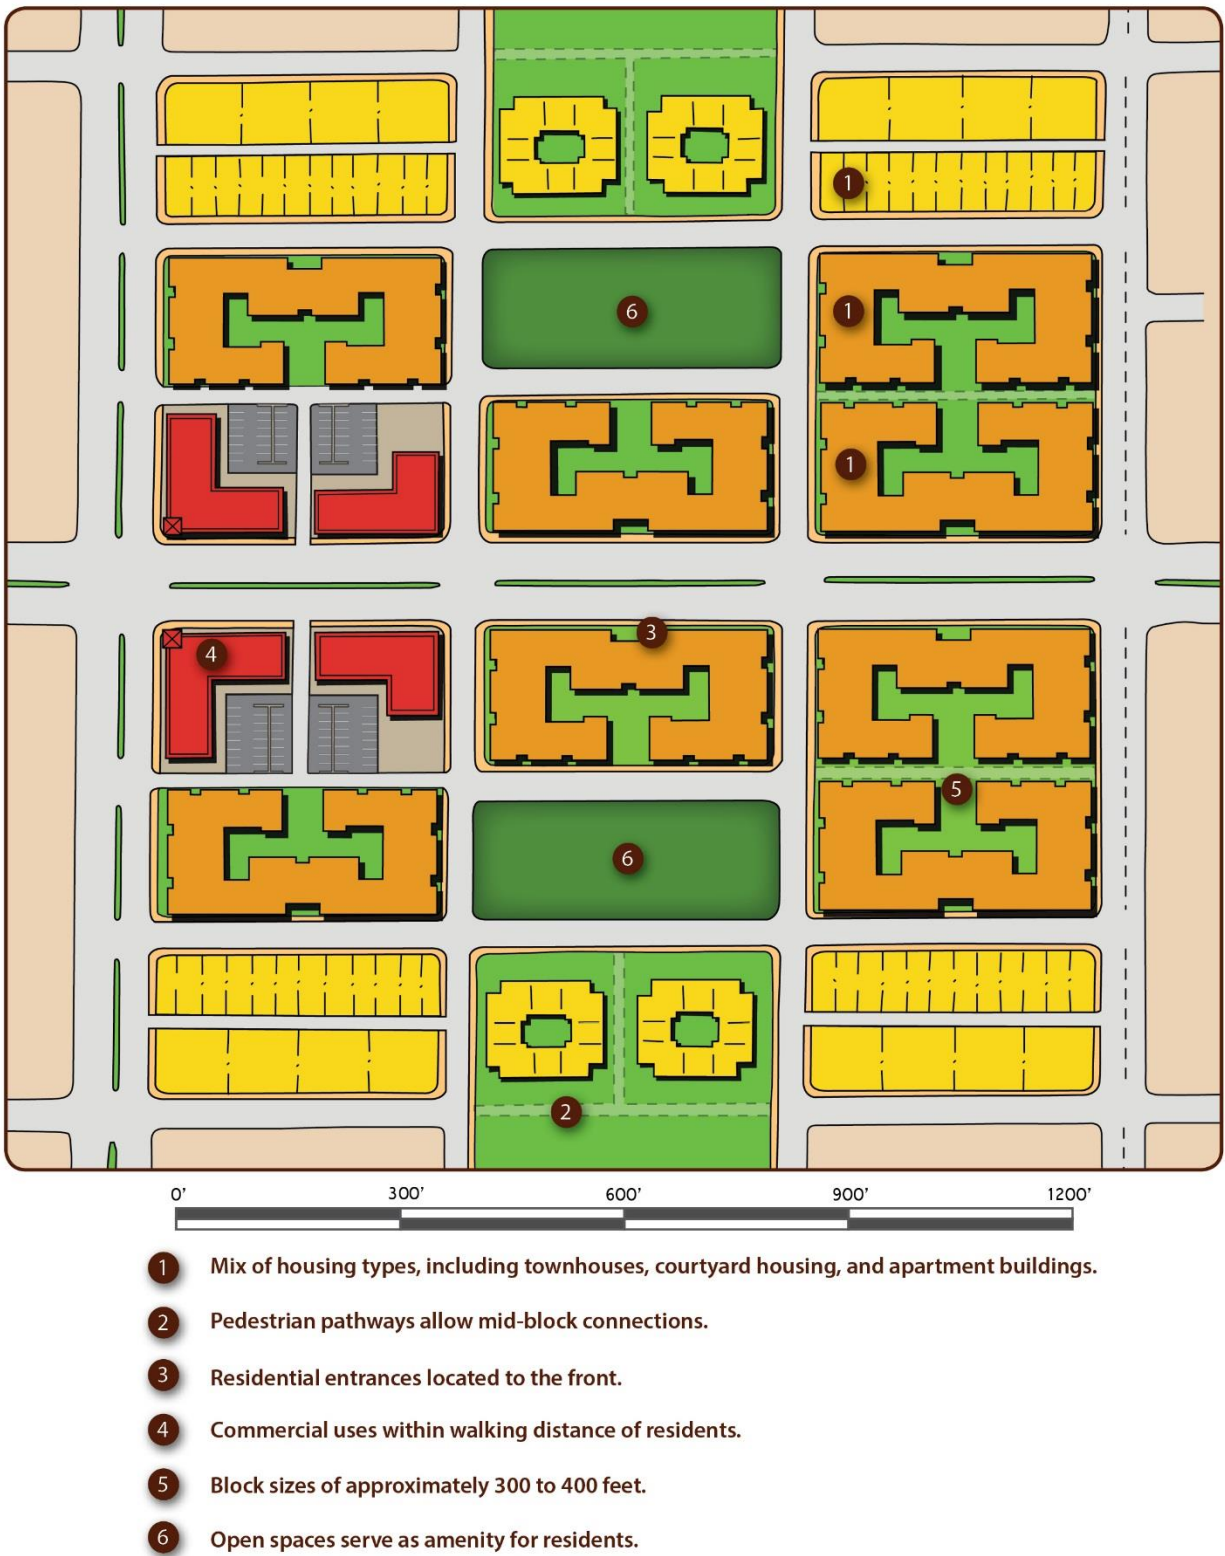 1
6
1
1
3
4
5
6
2
0'
300'
600'
900'
1200'
1 Mix of housing types, including townhouses, courtyard housing, and apartment buildings.
2 Pedestrian pathways allow mid-block connections.
3 Residential entrances located to the front.
4 Commercial uses within walking distance of residents.
5 Block sizes of approximately 300 to 400 feet.
6 Open spaces serve as amenity for residents.